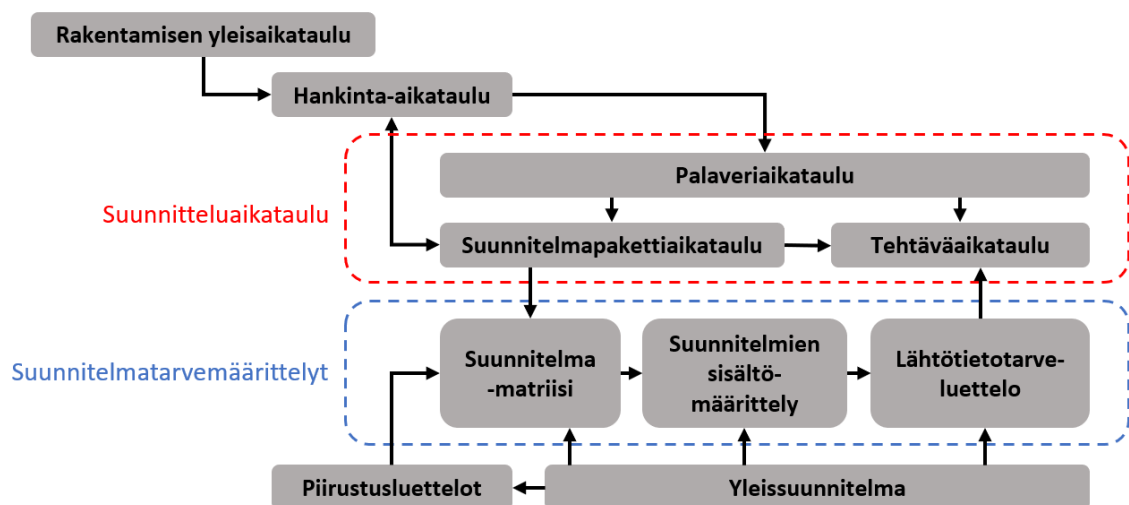 Rakentamisen yleisaikataulu
Hankinta-aikataulu
Palaveriaikataulu
Suunnitteluaikataulu
Suunnitelmapakettiaikataulu
Tehtäväaikataulu
Suunnitelmatarvemäärittelyt
Suunnitelma
-matriisi
Suunnitelmien
sisältö-
määrittely
Lähtötietotarve-
luettelo
Piirustusluettelot
Yleissuunnitelma